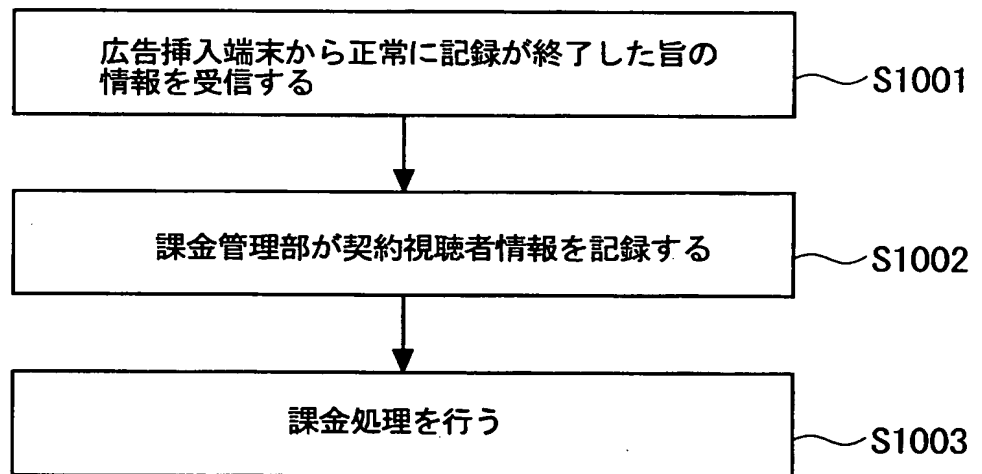 広告挿入端末から正常に記録が終了した旨の
情報を受信する
S1001
課金管理部が契約視聴者情報を記録する
S1002
課金処理を行う
S1003